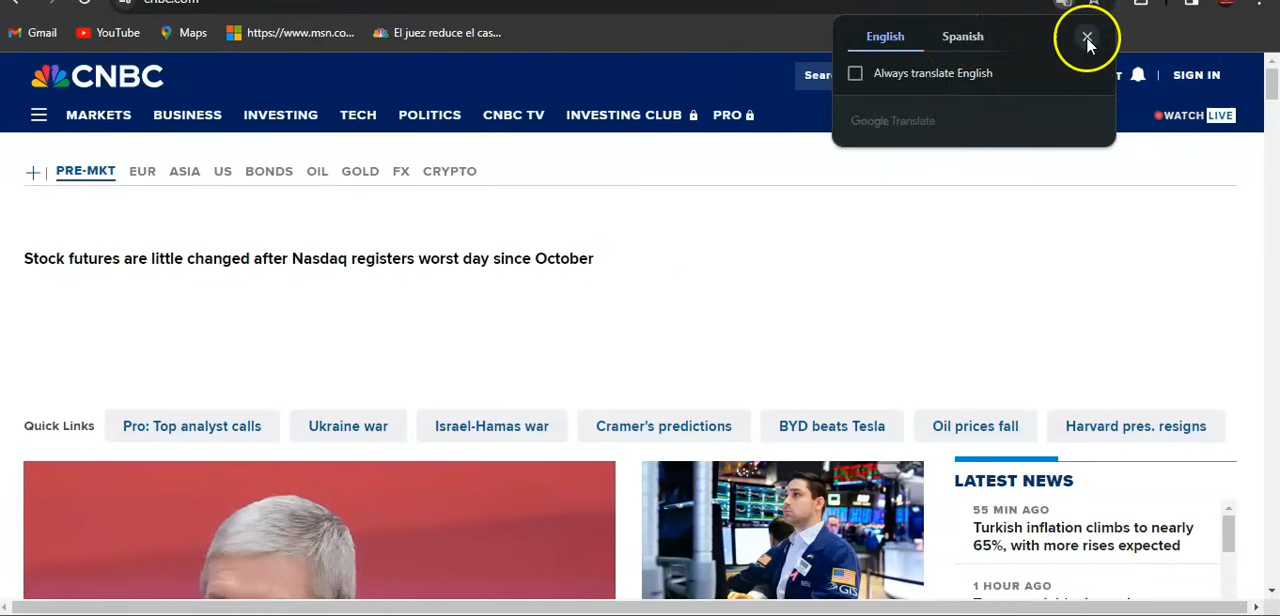 cnbc.com
Gmail
YouTube
Maps
https://www.msn.co...
El juez reduce el cas...
English
Spanish
Always translate English
Google Translate
CNBC
Sear
T
SIGN IN
MARKETS
BUSINESS
INVESTING
TECH
POLITICS
CNBC TV
INVESTING CLUB
PRO
WATCH LIVE
PRE-MKT
EUR
ASIA
US
BONDS
OIL
GOLD
FX
CRYPTO
Stock futures are little changed after Nasdaq registers worst day since October
Quick Links
Pro: Top analyst calls
Ukraine war
Israel-Hamas war
Cramer's predictions
BYD beats Tesla
Oil prices fall
Harvard pres. resigns
GIS
LATEST NEWS
55 MIN AGO
Turkish inflation climbs to nearly
65%, with more rises expected
1 HOUR AGO